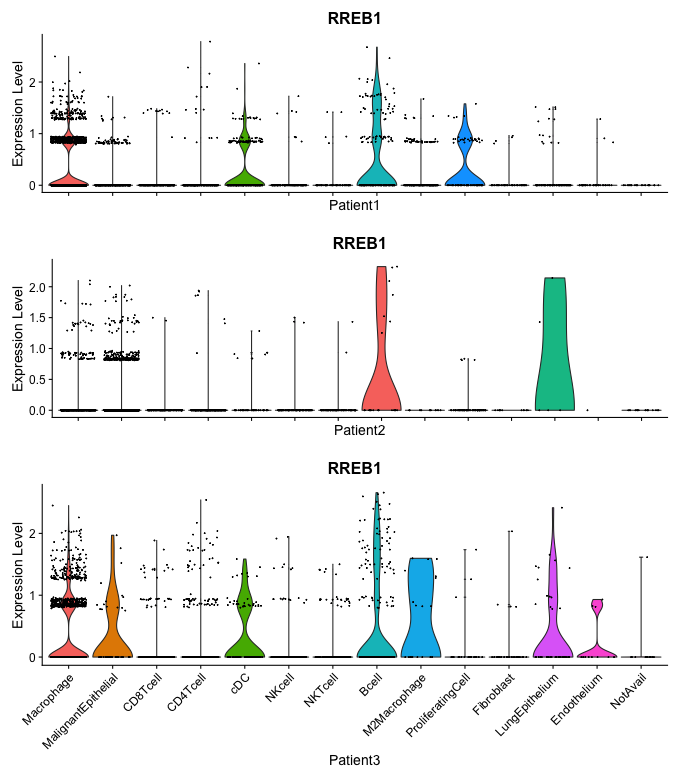 RREB1
Expression Level
2
1
0
Patient1
RREB1
Expression Level
2.0
1.5
1.0
0.5
0.0
Patient2
RREB1
Expression Level
2
1
0
Macrophage
MalignantEpithelial
CD8Tcell
CD4Tcell
cDC
NKcell
NKTcell
Bcell
M2Macrophage
ProliferatingCell
Fibroblast
LungEpithelium
Endothelium
NotAvail
Patient3